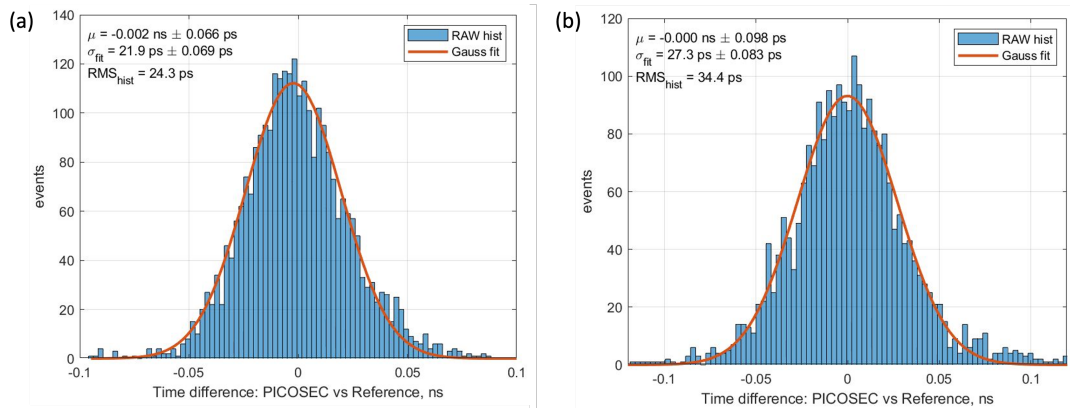 (a)
μ = -0.002 ns ± 0.066 ps
σfit = 21.9 ps ± 0.069 ps
RMShist = 24.3 ps
RAW hist
Gauss fit
140
120
100
80
60
40
20
0
events
-0.1
-0.05
0
0.05
0.1
Time difference: PICOSEC vs Reference, ns
(b)
μ = -0.000 ns ± 0.098 ps
σfit = 27.3 ps ± 0.083 ps
RMShist = 34.4 ps
RAW hist
Gauss fit
120
100
80
60
40
20
0
events
-0.1
-0.05
0
0.05
0.1
Time difference: PICOSEC vs Reference, ns